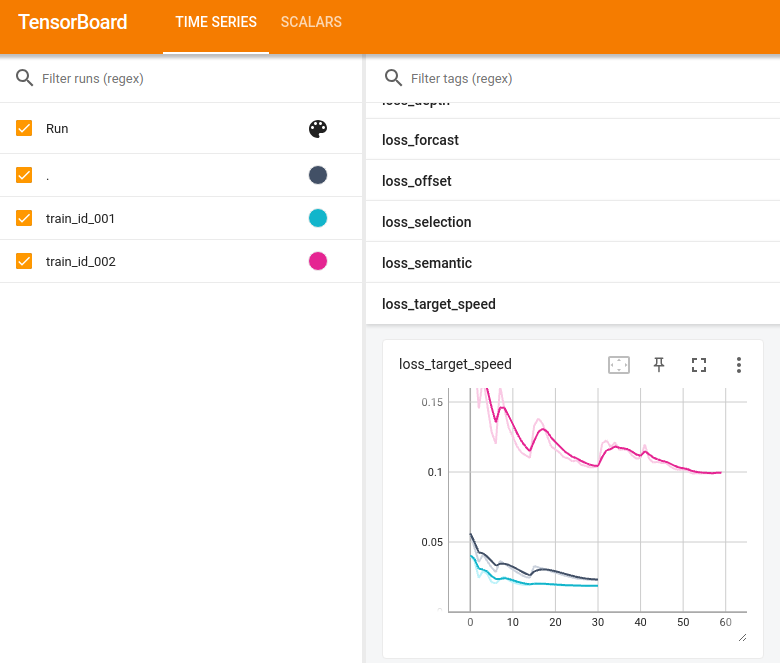 TensorBoard
TIME SERIES
SCALARS
Filter runs (regex)
Run
.
train_id_001
train_id_002
Filter tags (regex)
loss_depth
loss_forcast
loss_offset
loss_selection
loss_semantic
loss_target_speed
loss_target_speed
0.15
0.1
0.05
0 10 20 30 40 50 60